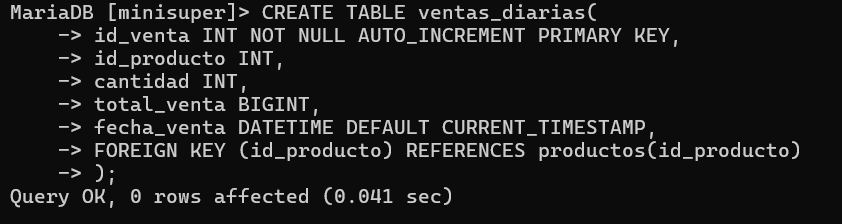 MariaDB [minisuper]> CREATE TABLE ventas_diarias(
    -> id_venta INT NOT NULL AUTO_INCREMENT PRIMARY KEY,
    -> id_producto INT,
    -> cantidad INT,
    -> total_venta BIGINT,
    -> fecha_venta DATETIME DEFAULT CURRENT_TIMESTAMP,
    -> FOREIGN KEY (id_producto) REFERENCES productos(id_producto)
    -> );
Query OK, 0 rows affected (0.041 sec)